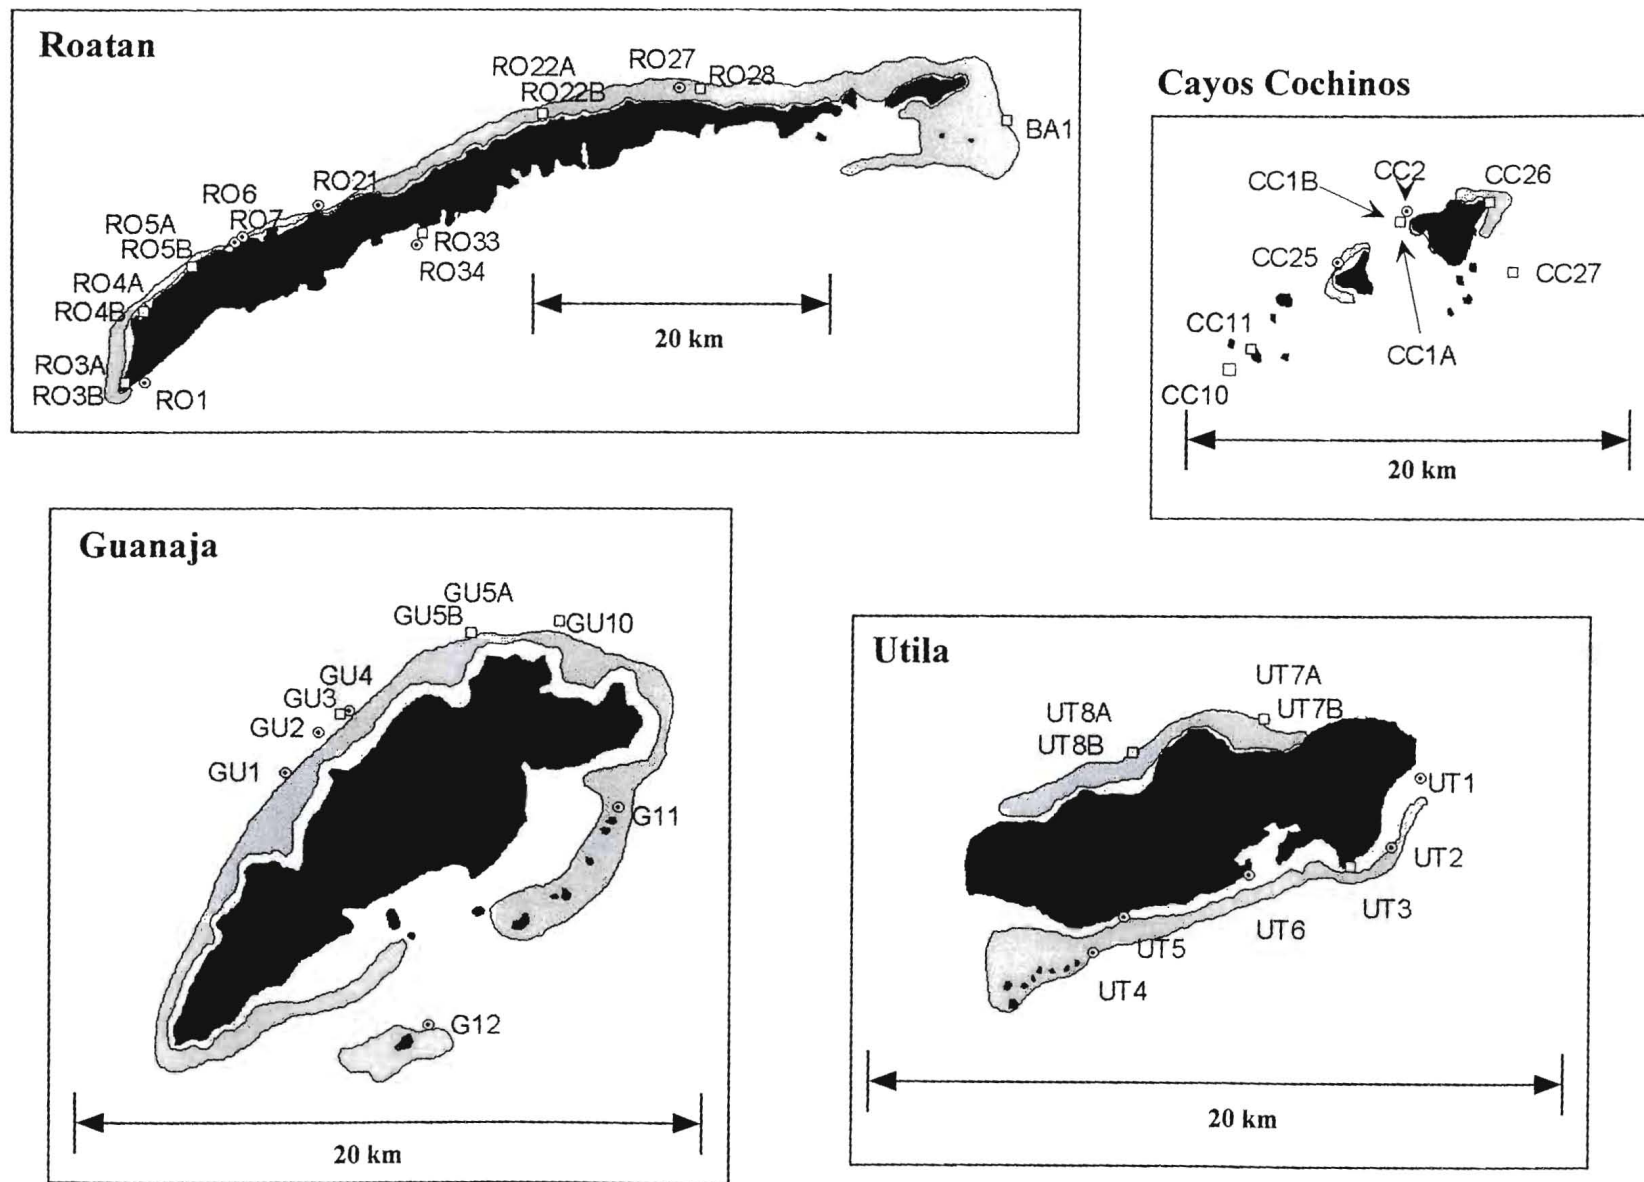 Roatan
RO22A
RO22B
RO27
RO28
BA1
RO6
RO7
RO21
RO5A
RO5B
RO33
RO34
RO4A
RO4B
RO3A
RO3B
RO1
20 km
Cayos Cochinos
CC1B
CC2
CC26
CC25
CC27
CC11
CC1A
CC10
20 km
Guanaja
GU5A
GU5B
GU10
GU4
GU3
GU2
GU1
G11
G12
20 km
Utila
UT7A
UT7B
UT8A
UT8B
UT1
UT2
UT3
UT6
UT5
UT4
20 km